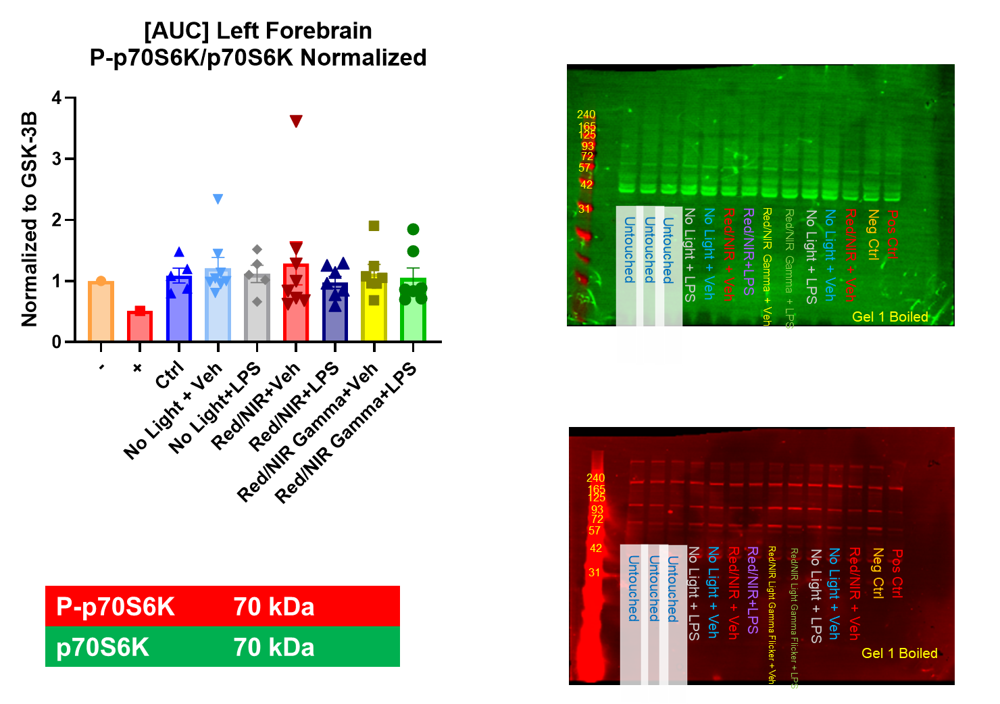 [AUC] Left Forebrain
P-p70S6K/p70S6K Normalized
Normalized to GSK-3B
4
3
2
1
0
-
+
Ctrl
No Light + Veh
No Light+LPS
Red/NIR+Veh
Red/NIR+LPS
Red/NIR Gamma+Veh
Red/NIR Gamma+LPS
P-p70S6K 70 kDa
p70S6K 70 kDa
240
165
125
93
72
57
42
31
Untouched
Untouched
Untouched
No Light + LPS
No Light + Veh
Red/NIR + Veh
Red/NIR+LPS
Red/NIR Gamma + Veh
Red/NIR Gamma + LPS
No Light + LPS
No Light + Veh
Red/NIR + Veh
Neg Ctrl
Pos Ctrl
Gel 1 Boiled
240
165
125
93
72
57
42
31
Untouched
Untouched
Untouched
No Light + LPS
No Light + Veh
Red/NIR + Veh
Red/NIR+LPS
Red/NIR Light Gamma Flicker + Veh
Red/NIR Light Gamma Flicker + LPS
No Light + LPS
No Light + Veh
Red/NIR + Veh
Neg Ctrl
Pos Ctrl
Gel 1 Boiled